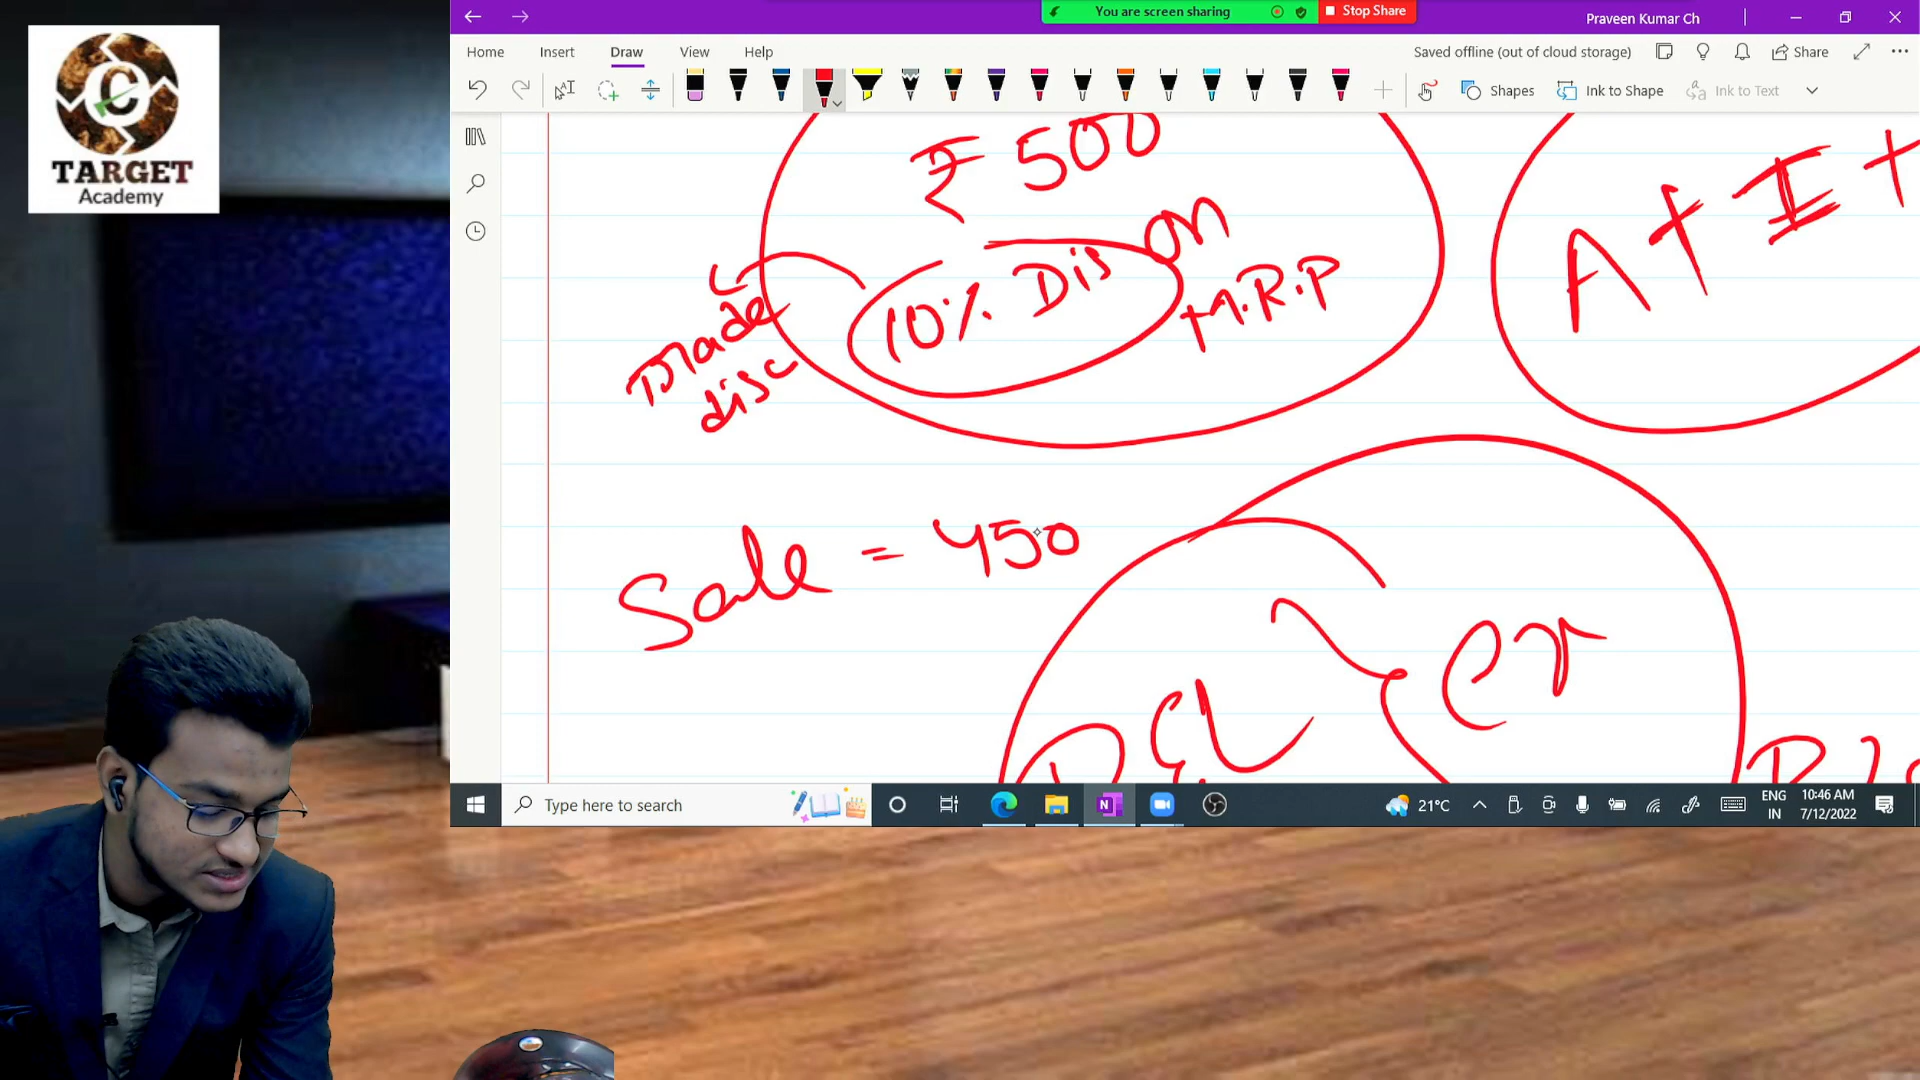 C
TARGET
Academy
You are screen sharing
Stop Share
Praveen Kumar Ch
Home
Insert
Draw
View
Help
Saved offline (out of cloud storage)
Share
Shapes
Ink to Shape
Ink to Text
₹ 500
10% Dis on
M.R.P
Trade
disc
A + I +
Sale = 450
Type here to search
21°C
ENG
IN
10:46 AM
7/12/2022